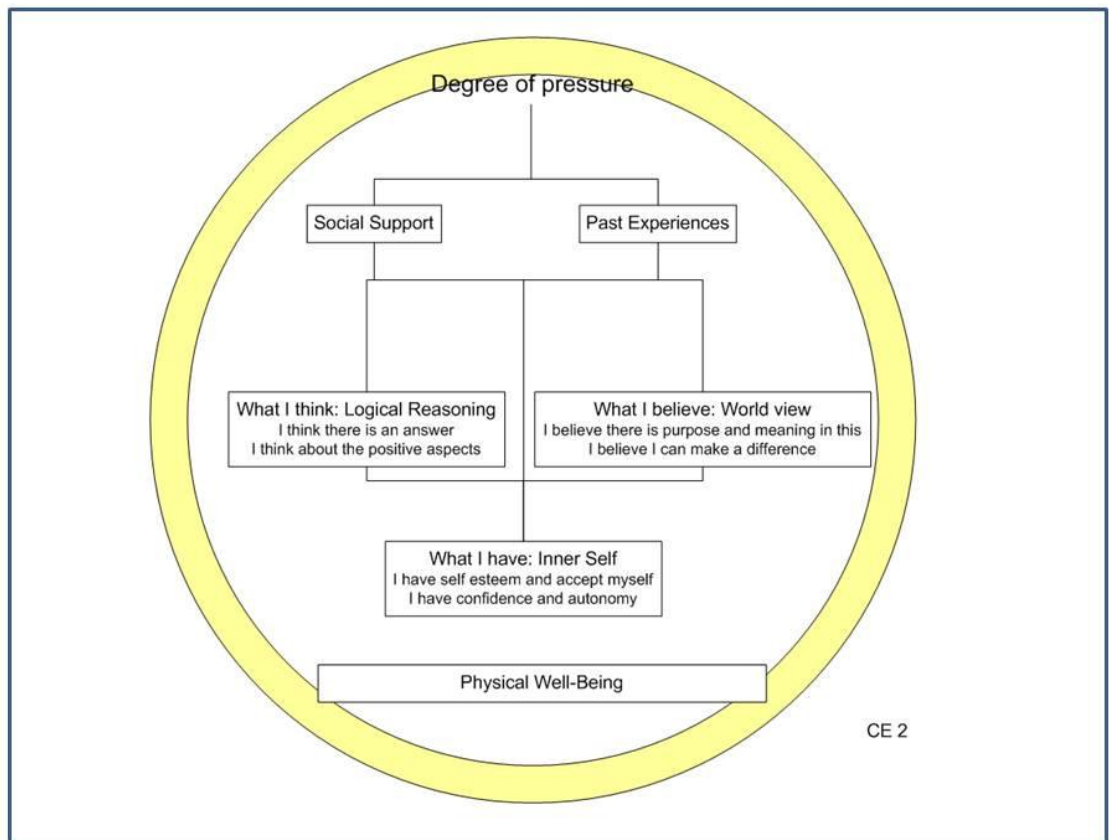 Degree of pressure
Social Support
Past Experiences
What I think: Logical Reasoning
I think there is an answer
I think about the positive aspects
What I believe: World view
I believe there is purpose and meaning in this
I believe I can make a difference
What I have: Inner Self
I have self esteem and accept myself
I have confidence and autonomy
Physical Well-Being
CE 2